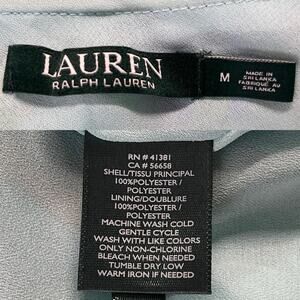 LAUREN
RALPH LAUREN
M
MADE IN
SRI LANKA
FABRIQUÉ AU
SRI LANKA
RN # 41381
CA # 56658
SHELL/TISSU PRINCIPAL
100%POLYESTER /
POLYESTER
LINING/DOUBLURE
100%POLYESTER /
POLYESTER
MACHINE WASH COLD
GENTLE CYCLE
WASH WITH LIKE COLORS
ONLY NON-CHLORINE
BLEACH WHEN NEEDED
TUMBLE DRY LOW
WARM IRON IF NEEDED